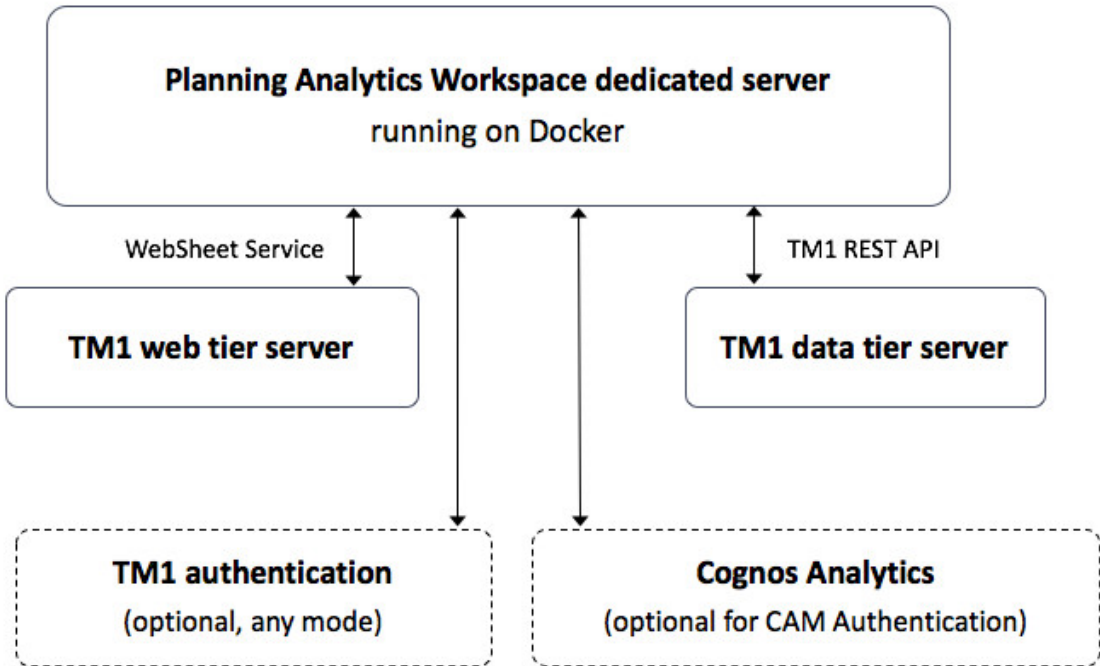 Planning Analytics Workspace dedicated server
running on Docker
WebSheet Service
TM1 REST API
TM1 web tier server
TM1 data tier server
TM1 authentication
(optional, any mode)
Cognos Analytics
(optional for CAM Authentication)